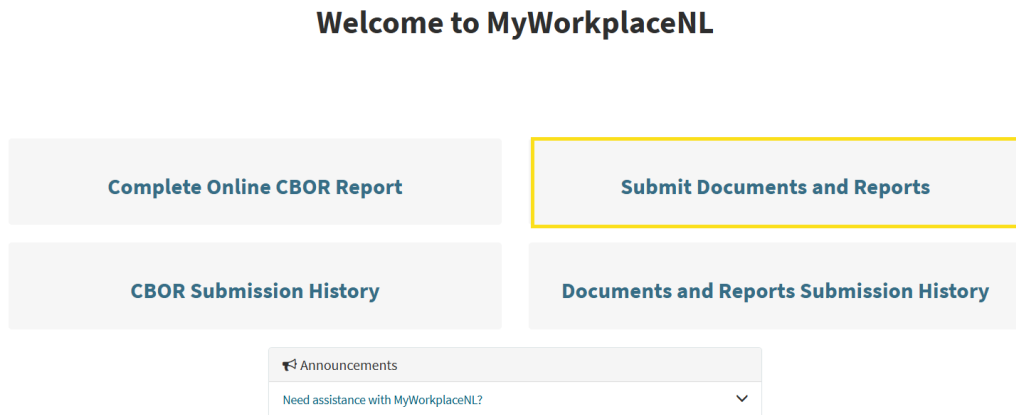 Welcome to MyWorkplaceNL
Complete Online CBOR Report
Submit Documents and Reports
CBOR Submission History
Documents and Reports Submission History
Announcements
Need assistance with MyWorkplaceNL?